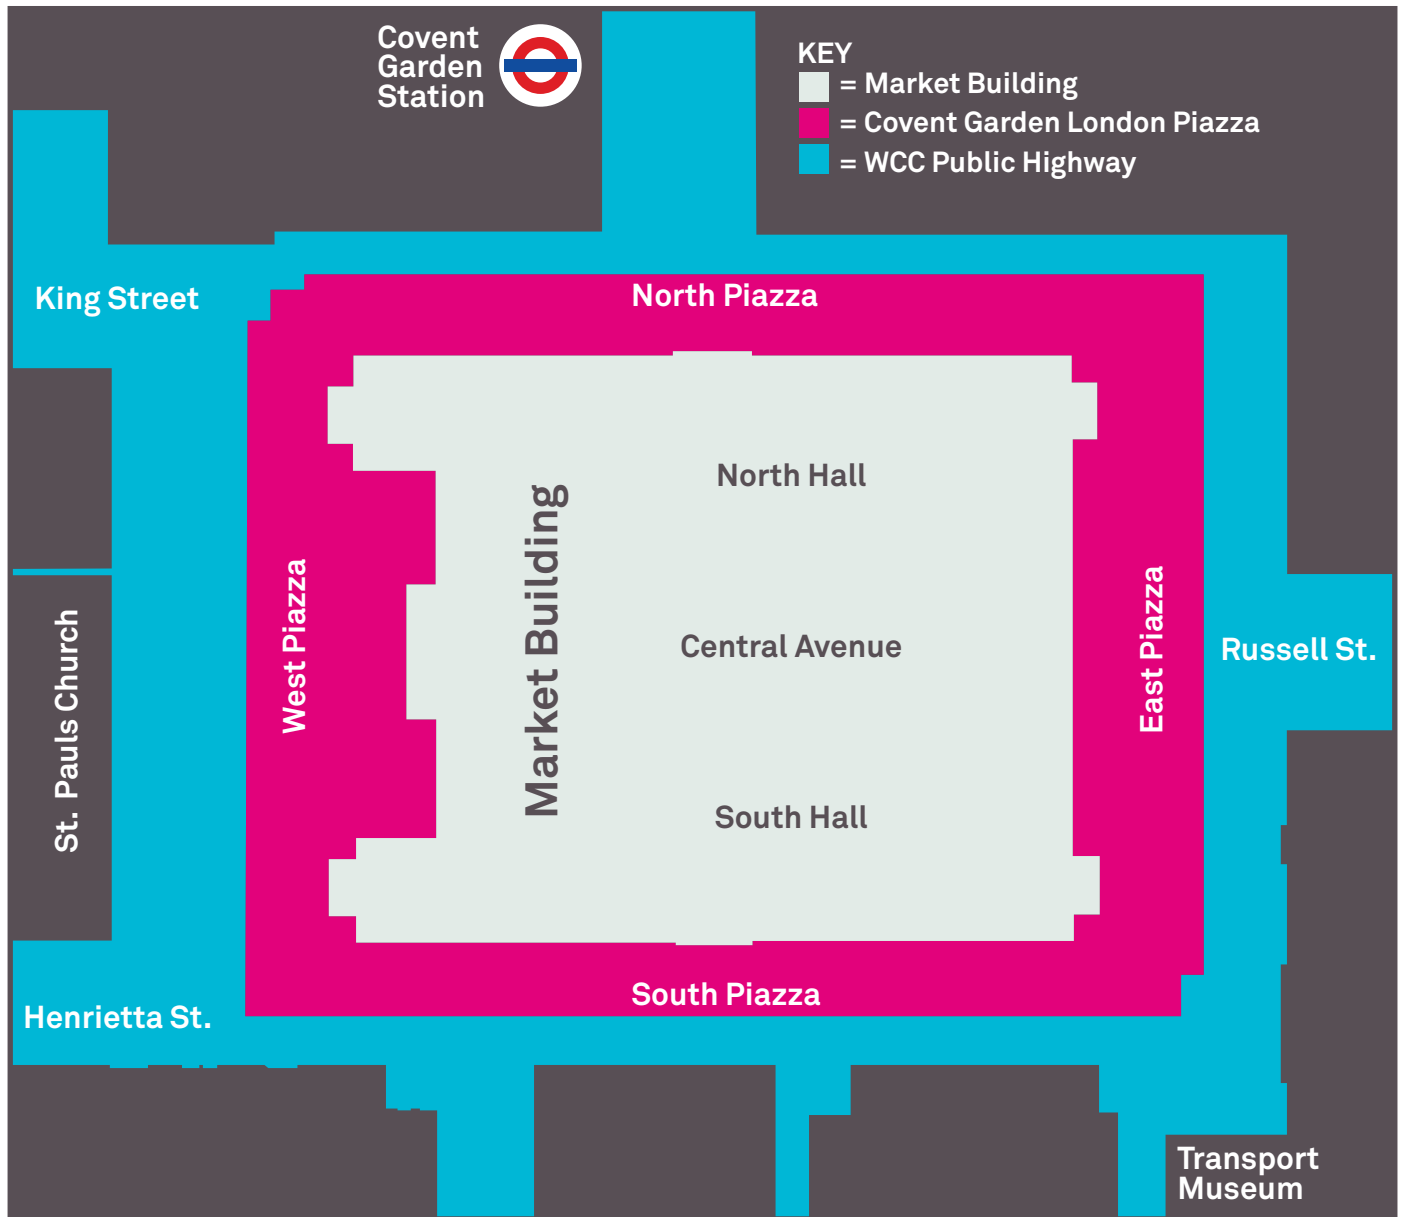 Covent
Garden
Station
KEY
= Market Building
= Covent Garden London Piazza
= WCC Public Highway
King Street
North Piazza
North Hall
Market Building
West Piazza
Central Avenue
East Piazza
Russell St.
St. Pauls Church
South Hall
South Piazza
Henrietta St.
Transport
Museum